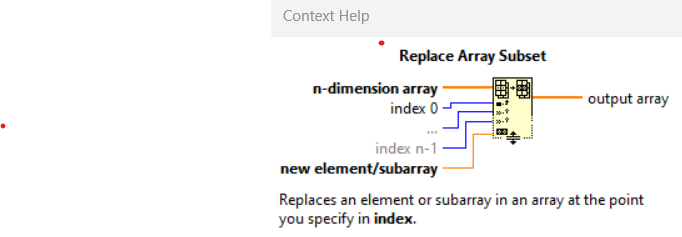 Context Help
Replace Array Subset
n-dimension array
index 0
output array
...
index n-1
new element/subarray
Replaces an element or subarray in an array at the point
you specify in index.